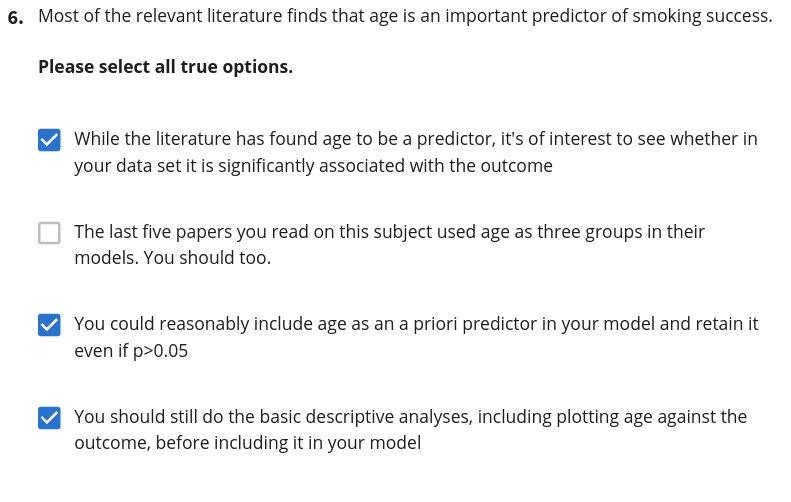 6. Most of the relevant literature finds that age is an important predictor of smoking success.
Please select all true options.
While the literature has found age to be a predictor, it's of interest to see whether in
your data set it is significantly associated with the outcome
The last five papers you read on this subject used age as three groups in their
models. You should too.
You could reasonably include age as an a priori predictor in your model and retain it
even if p>0.05
You should still do the basic descriptive analyses, including plotting age against the
outcome, before including it in your model